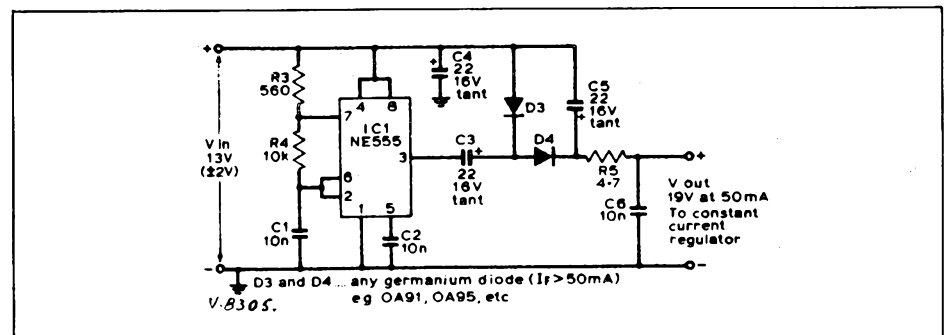 +
C4
22
16V
tant
+
R3
560
4 8
D3
C5
22
16V
tant
+
7
IC1
NE555
V in
13V
(±2V)
R4
10k
3
C3
+
22
16V
tant
D4
R5
4·7
+
V out
19V at 50mA
To constant
current
regulator
6
2
1 5
C1
10n
C2
10n
C6
10n
–
–
D3 and D4 ... any germanium diode (IF>50mA)
eg OA91, OA95, etc
V·8305.